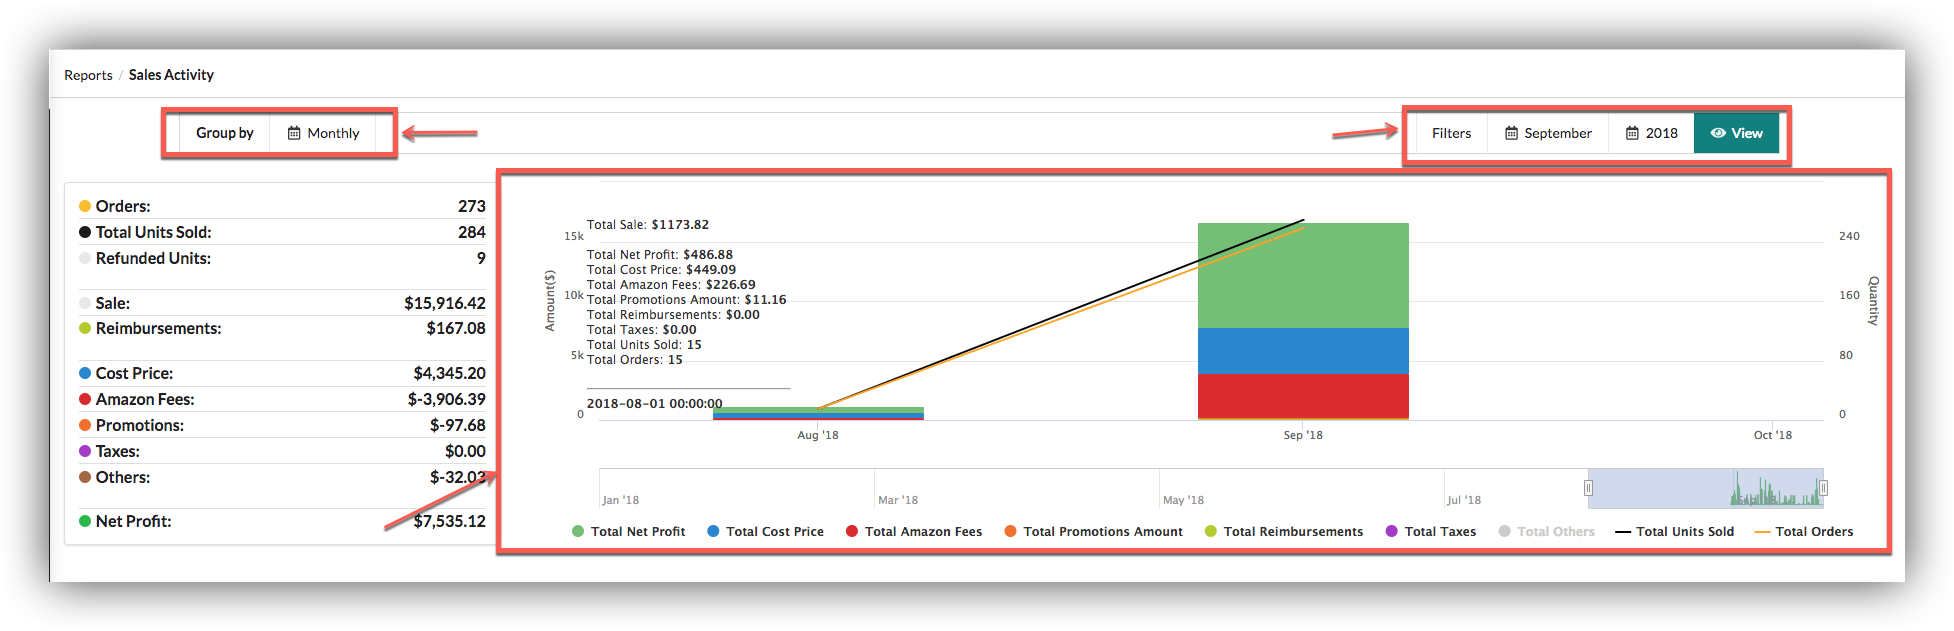 Reports / Sales Activity
Group by Monthly
Filters September 2018 View
Orders: 273
Total Units Sold: 284
Refunded Units: 9
Sale: $15,916.42
Reimbursements: $167.08
Cost Price: $4,345.20
Amazon Fees: $-3,906.39
Promotions: $-97.68
Taxes: $0.00
Others: $-32.03
Net Profit: $7,535.12
Amount($)
15k
10k
5k
0
Total Sale: $1173.82
Total Net Profit: $486.88
Total Cost Price: $449.09
Total Amazon Fees: $226.69
Total Promotions Amount: $11.16
Total Reimbursements: $0.00
Total Taxes: $0.00
Total Units Sold: 15
Total Orders: 15
2018-08-01 00:00:00
240
160
80
0
Quantity
Aug '18 Sep '18 Oct '18
Jan '18 Mar '18 May '18 Jul '18
Total Net Profit Total Cost Price Total Amazon Fees Total Promotions Amount Total Reimbursements Total Taxes Total Others Total Units Sold Total Orders